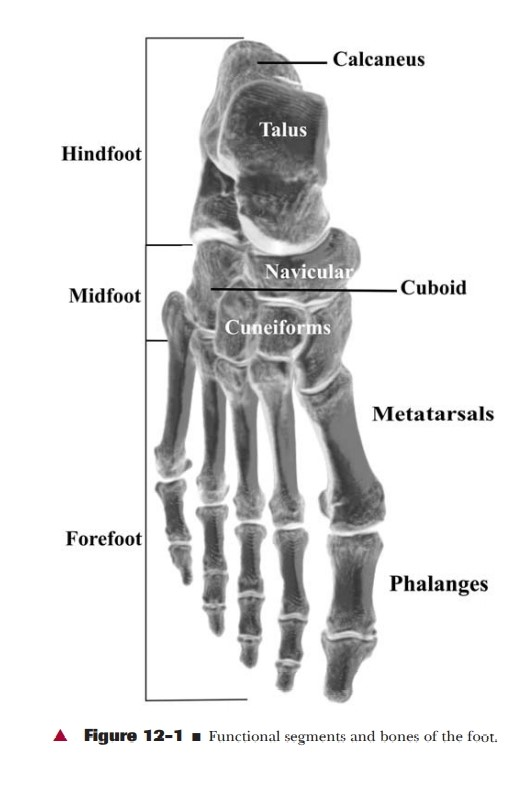 Calcaneus
Talus
Hindfoot
Navicular
Cuboid
Midfoot
Cuneiforms
Metatarsals
Forefoot
Phalanges
▲ Figure 12-1 ■ Functional segments and bones of the foot.